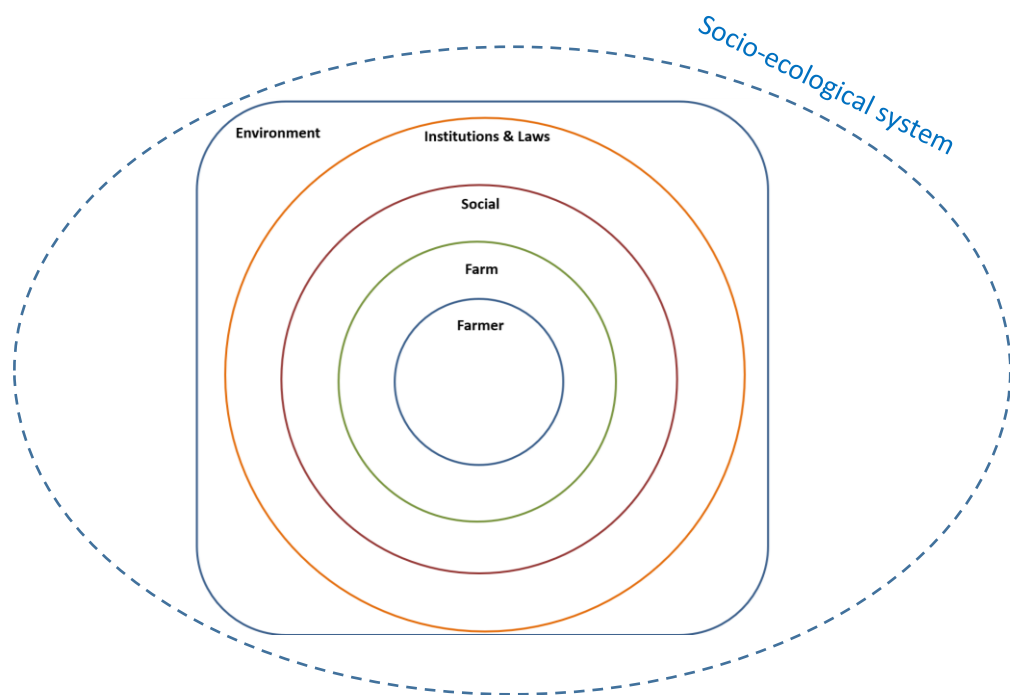 Socio-ecological system
Environment
Institutions & Laws
Social
Farm
Farmer